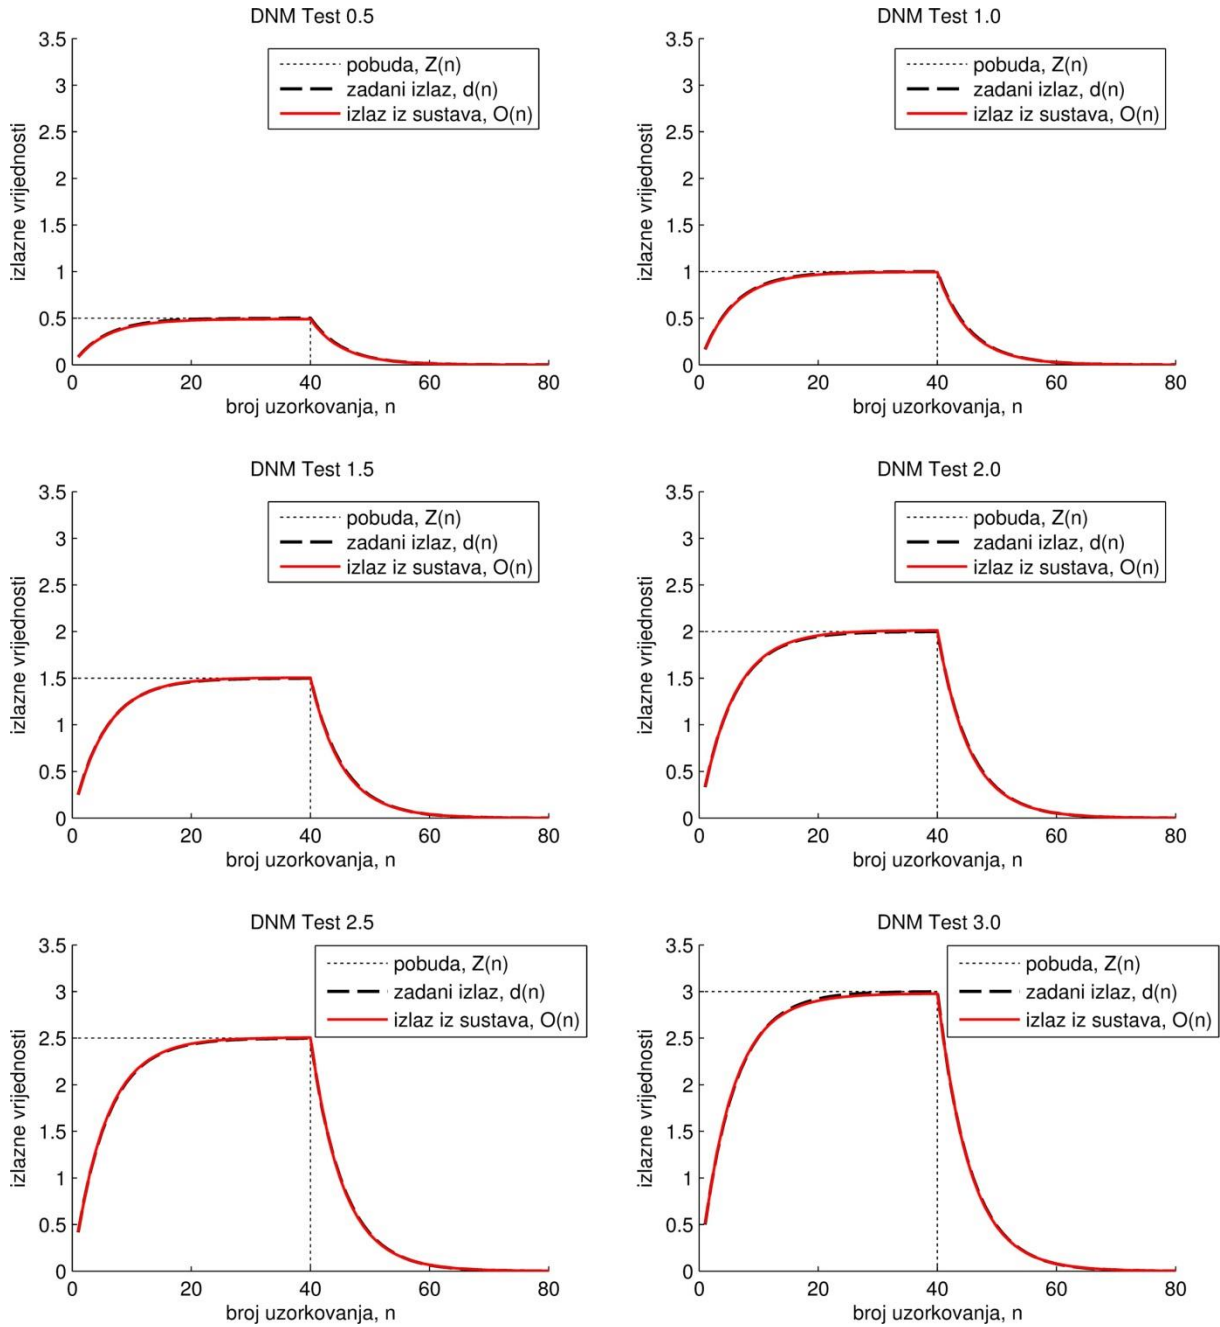 DNM Test 0.5
3.5
3
2.5
2
1.5
1
0.5
0
0
20
40
60
80
izlazne vrijednosti
broj uzorkovanja, n
pobuda, Z(n)
zadani izlaz, d(n)
izlaz iz sustava, O(n)
DNM Test 1.0
3.5
3
2.5
2
1.5
1
0.5
0
0
20
40
60
80
izlazne vrijednosti
broj uzorkovanja, n
pobuda, Z(n)
zadani izlaz, d(n)
izlaz iz sustava, O(n)
DNM Test 1.5
3.5
3
2.5
2
1.5
1
0.5
0
0
20
40
60
80
izlazne vrijednosti
broj uzorkovanja, n
pobuda, Z(n)
zadani izlaz, d(n)
izlaz iz sustava, O(n)
DNM Test 2.0
3.5
3
2.5
2
1.5
1
0.5
0
0
20
40
60
80
izlazne vrijednosti
broj uzorkovanja, n
pobuda, Z(n)
zadani izlaz, d(n)
izlaz iz sustava, O(n)
DNM Test 2.5
3.5
3
2.5
2
1.5
1
0.5
0
0
20
40
60
80
izlazne vrijednosti
broj uzorkovanja, n
pobuda, Z(n)
zadani izlaz, d(n)
izlaz iz sustava, O(n)
DNM Test 3.0
3.5
3
2.5
2
1.5
1
0.5
0
0
20
40
60
80
izlazne vrijednosti
broj uzorkovanja, n
pobuda, Z(n)
zadani izlaz, d(n)
izlaz iz sustava, O(n)